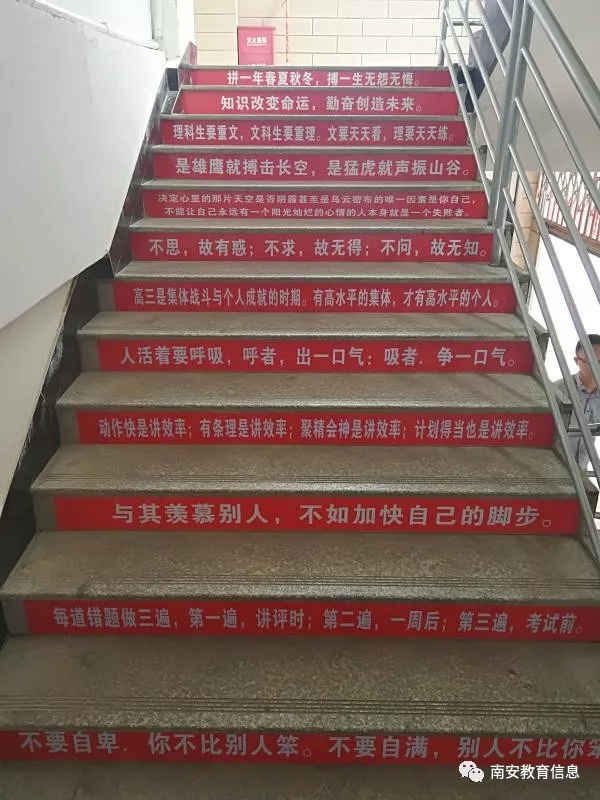 灭火器箱
拼一年春夏秋冬，搏一生无怨无悔。
知识改变命运，勤奋创造未来。
理科生要重文，文科生要重理。文要天天看，理要天天练。
是雄鹰就搏击长空，是猛虎就声振山谷。
决定心里的那片天空是否阴霾甚至是乌云密布的唯一因素是你自己，
不能让自己永远有一个阳光灿烂的心情的人本身就是一个失败者。
不思，故有惑；不求，故无得；不问，故无知。
高三是集体战斗与个人成就的时期。有高水平的集体，才有高水平的个人。
人活着要呼吸，呼者，出一口气；吸者．争一口气。
动作快是讲效率；有条理是讲效率；聚精会神是讲效率；计划得当也是讲效率。
与其羡慕别人，不如加快自己的脚步。
每道错题做三遍，第一遍，讲评时；第二遍，一周后；第三遍，考试前。
不要自卑．你不比别人笨。不要自满，别人不比你笨
南安教育信息